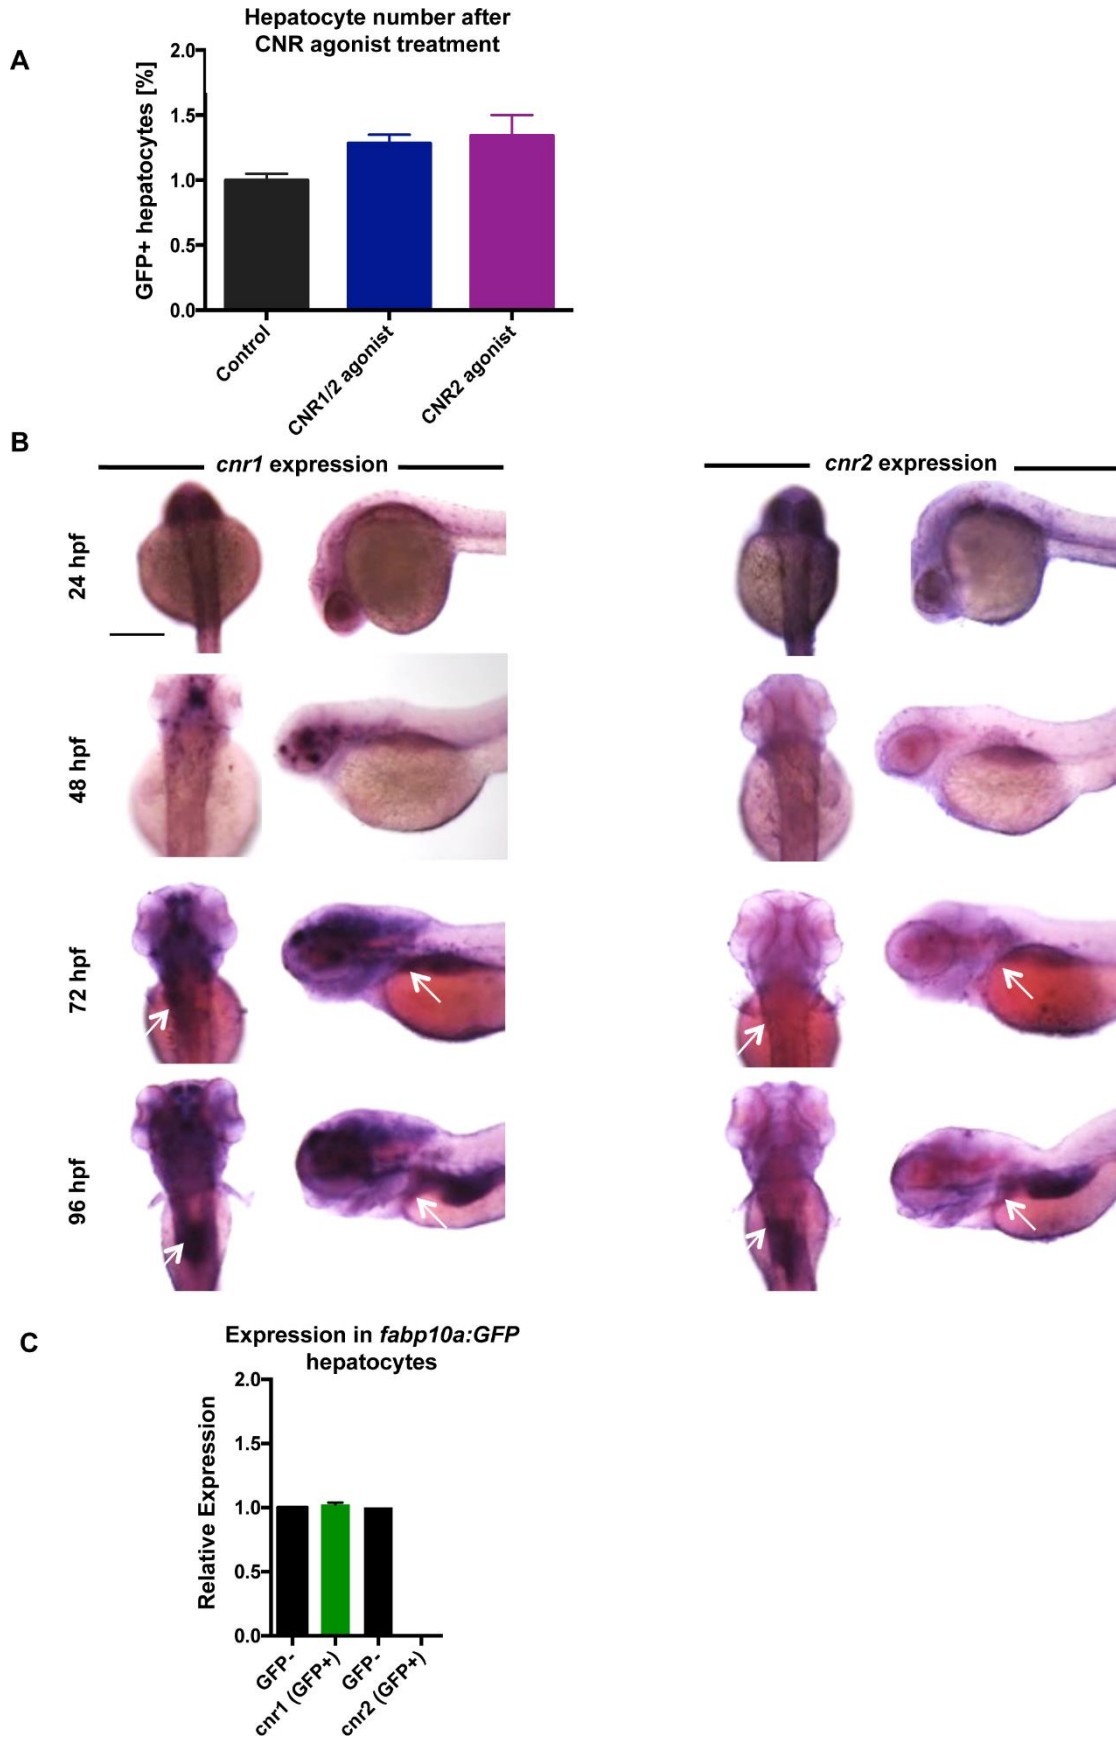 A
Hepatocyte number after
CNR agonist treatment
GFP+ hepatocytes [%]
2.0
1.5
1.0
0.5
0.0
Control
CNR1/2 agonist
CNR2 agonist
B
cnr1 expression
cnr2 expression
24 hpf
48 hpf
72 hpf
96 hpf
C
Expression in fabp10a:GFP
hepatocytes
Relative Expression
2.0
1.5
1.0
0.5
0.0
GFP-
cnr1 (GFP+)
GFP-
cnr2 (GFP+)